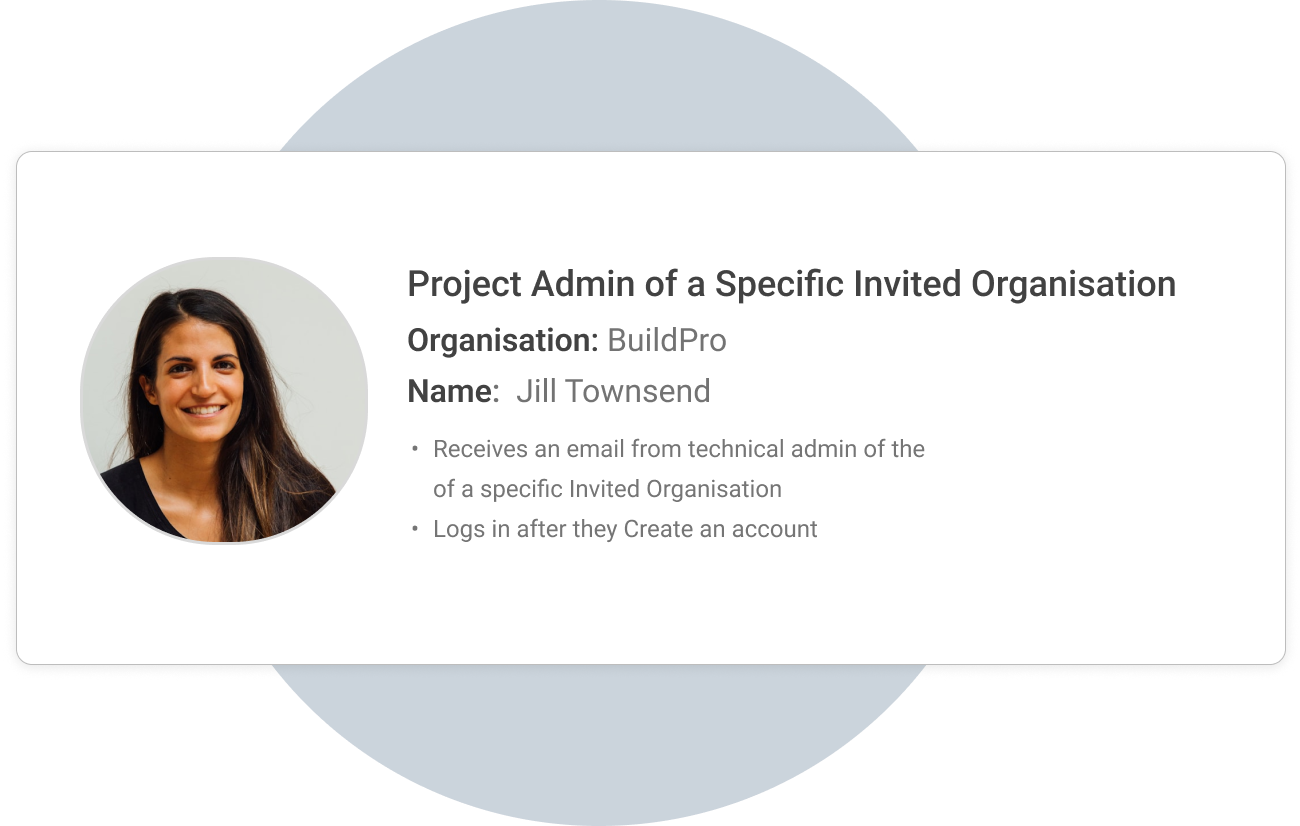 Project Admin of a Specific Invited Organisation
Organisation: BuildPro
Name:  Jill Townsend
• Receives an email from technical admin of the
of a specific Invited Organisation
• Logs in after they Create an account